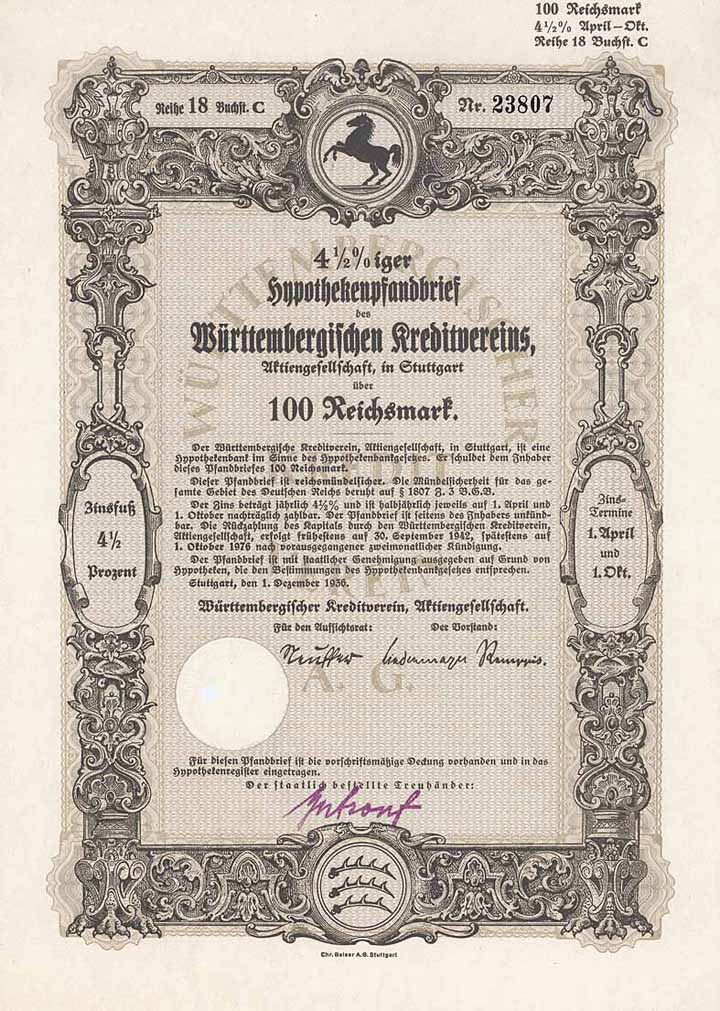 100 Reichsmark
4½% April–Okt.
Reihe 18 Buchst. C
Reihe 18 Buchst. C
Nr. 23807
WÜRTTEMBERGISCHER
4½%iger
Hypothekenpfandbrief
des
Württembergischen Kreditvereins,
Aktiengesellschaft, in Stuttgart
über
100 Reichsmark.
Der Württembergische Kreditverein, Aktiengesellschaft, in Stuttgart, ist eine
Hypothekenbank im Sinne des Hypothekenbankgesetzes. Er schuldet dem Inhaber
dieses Pfandbriefes 100 Reichsmark.
Dieser Pfandbrief ist reichsmündelsicher. Die Mündelsicherheit für das ge-
samte Gebiet des Deutschen Reichs beruht auf § 1807 Z. 3 B.G.B.
Der Zins beträgt jährlich 4½% und ist halbjährlich jeweils auf 1. April und
1. Oktober nachträglich zahlbar. Der Pfandbrief ist seitens des Inhabers unkünd-
bar. Die Rückzahlung des Kapitals durch den Württembergischen Kreditverein,
Aktiengesellschaft, erfolgt frühestens auf 30. September 1942, spätestens auf
1. Oktober 1976 nach vorausgegangener zweimonatlicher Kündigung.
Der Pfandbrief ist mit staatlicher Genehmigung ausgegeben auf Grund von
Hypotheken, die den Bestimmungen des Hypothekenbankgesetzes entsprechen.
Stuttgart, den 1. Dezember 1936.
Zinsfuß
4½
Prozent
Zins-
Termine
1. April
und
1. Okt.
Württembergischer Kreditverein, Aktiengesellschaft.
Für den Aufsichtsrat:
Der Vorstand:
A. G.
Für diesen Pfandbrief ist die vorschriftsmäßige Deckung vorhanden und in das
Hypothekenregister eingetragen.
Der staatlich bestellte Treuhänder:
Chr. Belser A.G. Stuttgart